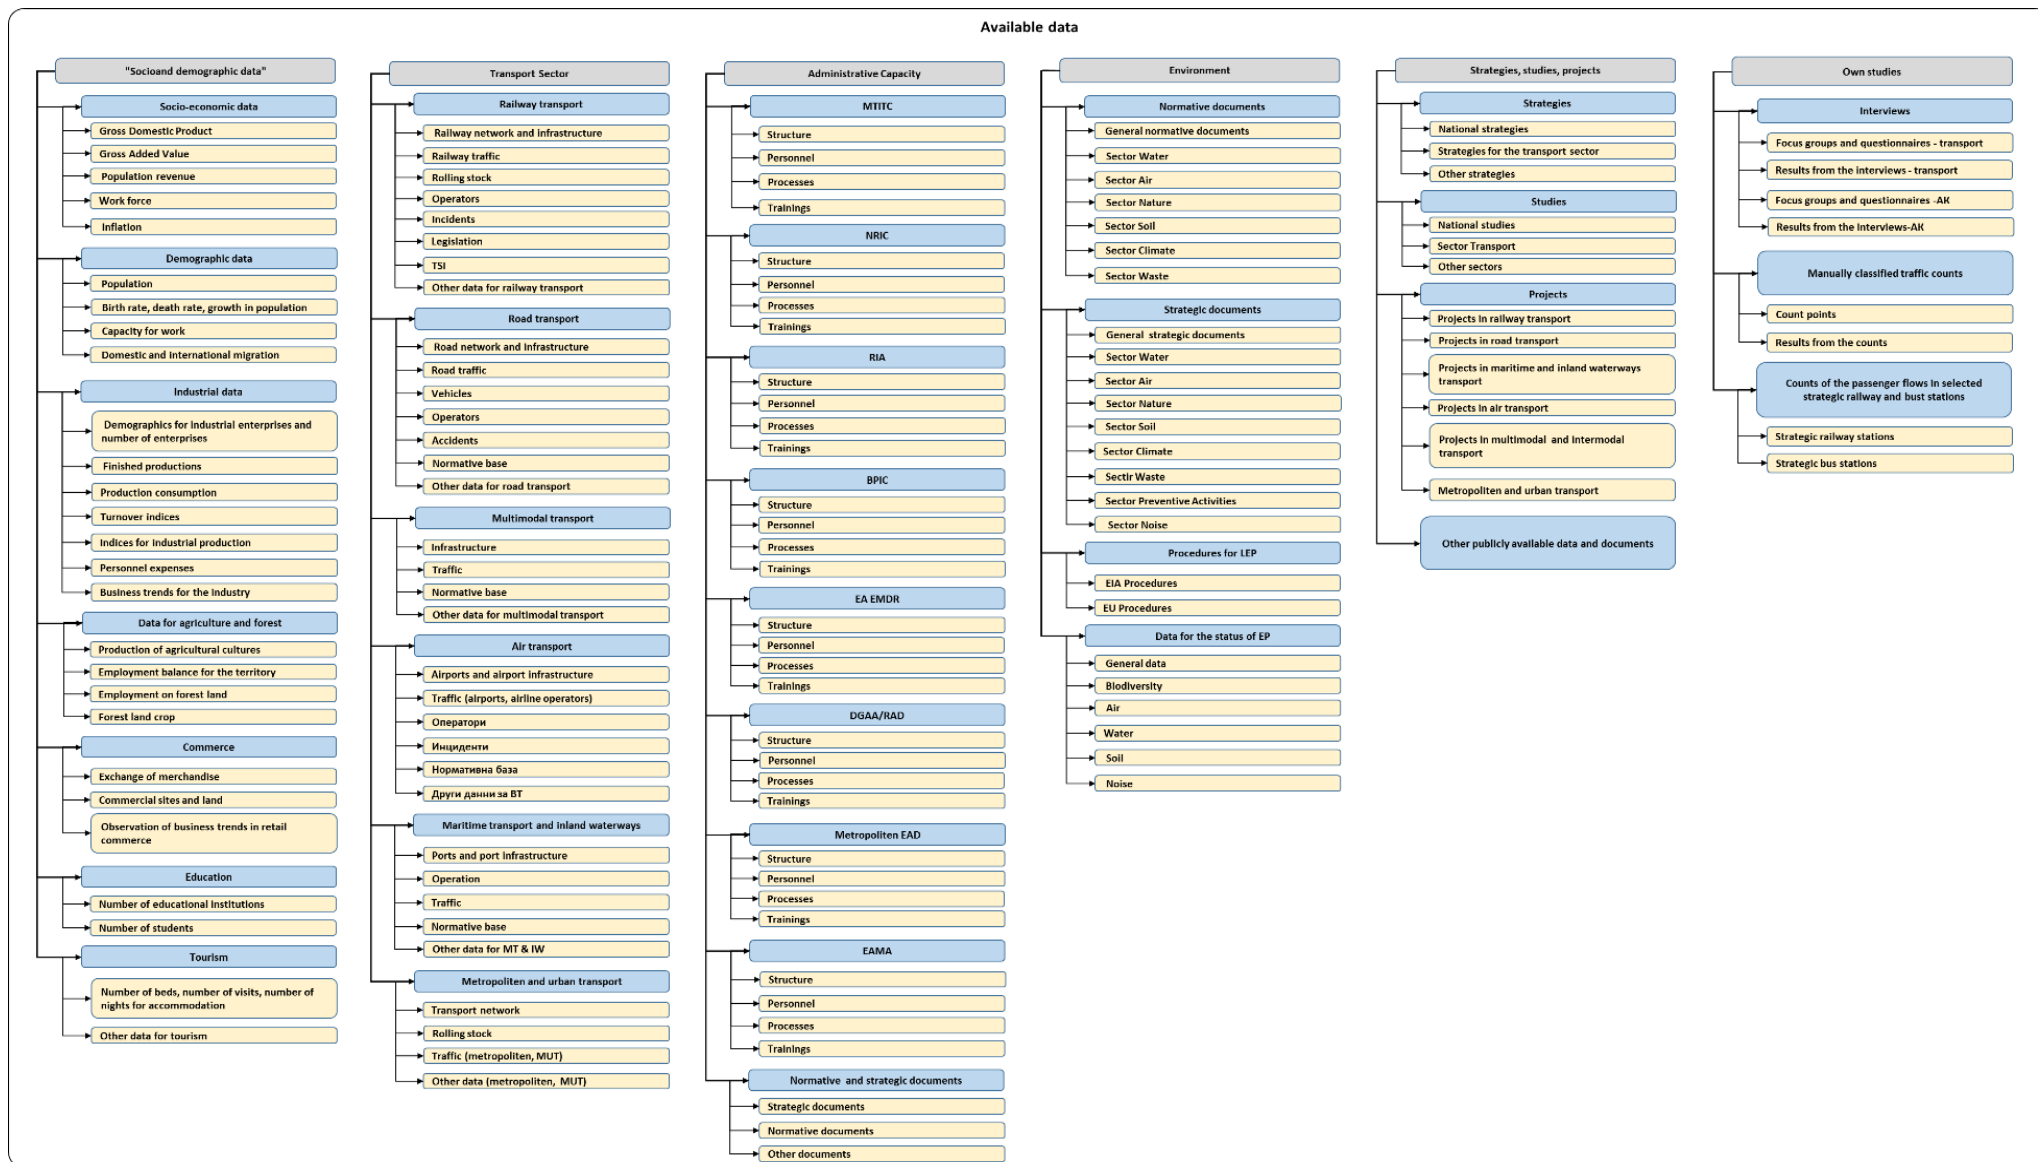 Available data
"Socioand demographic data"
Socio-economic data
Gross Domestic Product
Gross Added Value
Population revenue
Work force
Inflation
Demographic data
Population
Birth rate, death rate, growth in population
Capacity for work
Domestic and international migration
Industrial data
Demographics for industrial enterprises and
number of enterprises
Finished productions
Production consumption
Turnover indices
Indices for industrial production
Personnel expenses
Business trends for the industry
Data for agriculture and forest
Production of agricultural cultures
Employment balance for the territory
Employment on forest land
Forest land crop
Commerce
Exchange of merchandise
Commercial sites and land
Observation of business trends in retail
commerce
Education
Number of educational institutions
Number of students
Tourism
Number of beds, number of visits, number of
nights for accommodation
Other data for tourism
Transport Sector
Railway transport
Railway network and infrastructure
Railway traffic
Rolling stock
Operators
Incidents
Legislation
TSI
Other data for railway transport
Road transport
Road network and infrastructure
Road traffic
Vehicles
Operators
Accidents
Normative base
Other data for road transport
Multimodal transport
Infrastructure
Traffic
Normative base
Other data for multimodal transport
Air transport
Airports and airport infrastructure
Traffic (airports, airline operators)
Оператори
Инциденти
Нормативна база
Други данни за ВТ
Maritime transport and inland waterways
Ports and port infrastructure
Operation
Traffic
Normative base
Other data for MT & IW
Metropoliten and urban transport
Transport network
Rolling stock
Traffic (metropoliten, MUT)
Other data (metropoliten, MUT)
Administrative Capacity
MTITC
Structure
Personnel
Processes
Trainings
NRIC
Structure
Personnel
Processes
Trainings
RIA
Structure
Personnel
Processes
Trainings
BPIC
Structure
Personnel
Processes
Trainings
EA EMDR
Structure
Personnel
Processes
Trainings
DGAA/RAD
Structure
Personnel
Processes
Trainings
Metropoliten EAD
Structure
Personnel
Processes
Trainings
EAMA
Structure
Personnel
Processes
Trainings
Normative and strategic documents
Strategic documents
Normative documents
Other documents
Environment
Normative documents
General normative documents
Sector Water
Sector Air
Sector Nature
Sector Soil
Sector Climate
Sector Waste
Strategic documents
General strategic documents
Sector Water
Sector Air
Sector Nature
Sector Soil
Sector Climate
Sectir Waste
Sector Preventive Activities
Sector Noise
Procedures for LEP
EIA Procedures
EU Procedures
Data for the status of EP
General data
Biodiversity
Air
Water
Soil
Noise
Strategies, studies, projects
Strategies
National strategies
Strategies for the transport sector
Other strategies
Studies
National studies
Sector Transport
Other sectors
Projects
Projects in railway transport
Projects in road transport
Projects in maritime and inland waterways
transport
Projects in air transport
Projects in multimodal and intermodal
transport
Metropoliten and urban transport
Other publicly available data and documents
Own studies
Interviews
Focus groups and questionnaires - transport
Results from the interviews - transport
Focus groups and questionnaires -AK
Results from the interviews-AK
Manually classified traffic counts
Count points
Results from the counts
Counts of the passenger flows in selected
strategic railway and bust stations
Strategic railway stations
Strategic bus stations